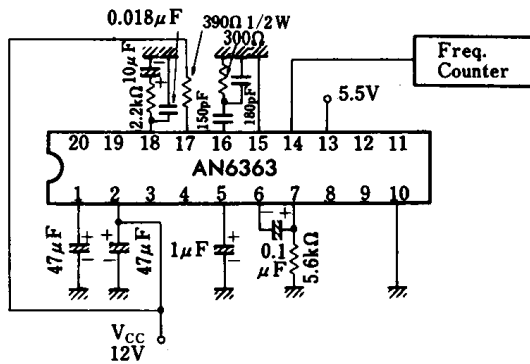 0.018µF
390Ω 1/2W
300Ω
10µF
−
+
2.2kΩ
150pF
180pF
Freq.
Counter
5.5V
20 19 18 17 16 15 14 13 12 11
AN6363
1 2 3 4 5 6 7 8 9 10
47µF
+
−
+
−
47µF
1µF
+
−
− +
0.1
µF
5.6kΩ
VCC
12V